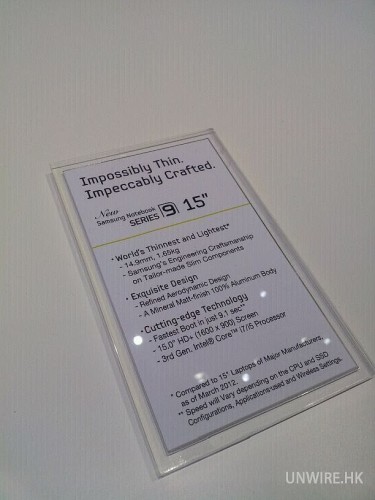 Impossibly Thin.
Impeccably Crafted.
New
Samsung Notebook
SERIES 9 15"
· World's Thinnest and Lightest*
- 14.9mm, 1.65kg
- Samsung's Engineering Craftsmanship
on Tailor-made Slim Components
· Exquisite Design
- Refined Aerodynamic Design
- A Mineral Matt-finish 100% Aluminum Body
· Cutting-edge Technology
- Fastest Boot in just 9.1 sec**
- 15.0" HD+ (1600 x 900) Screen
- 3rd Gen. Intel® Core™ i7/i5 Processor
* Compared to 15" Laptops of Major Manufacturers,
as of March 2012.
** Speed will Vary depending on the CPU and SSD
Configurations, Applications used and Wireless Settings.
UNWIRE.HK